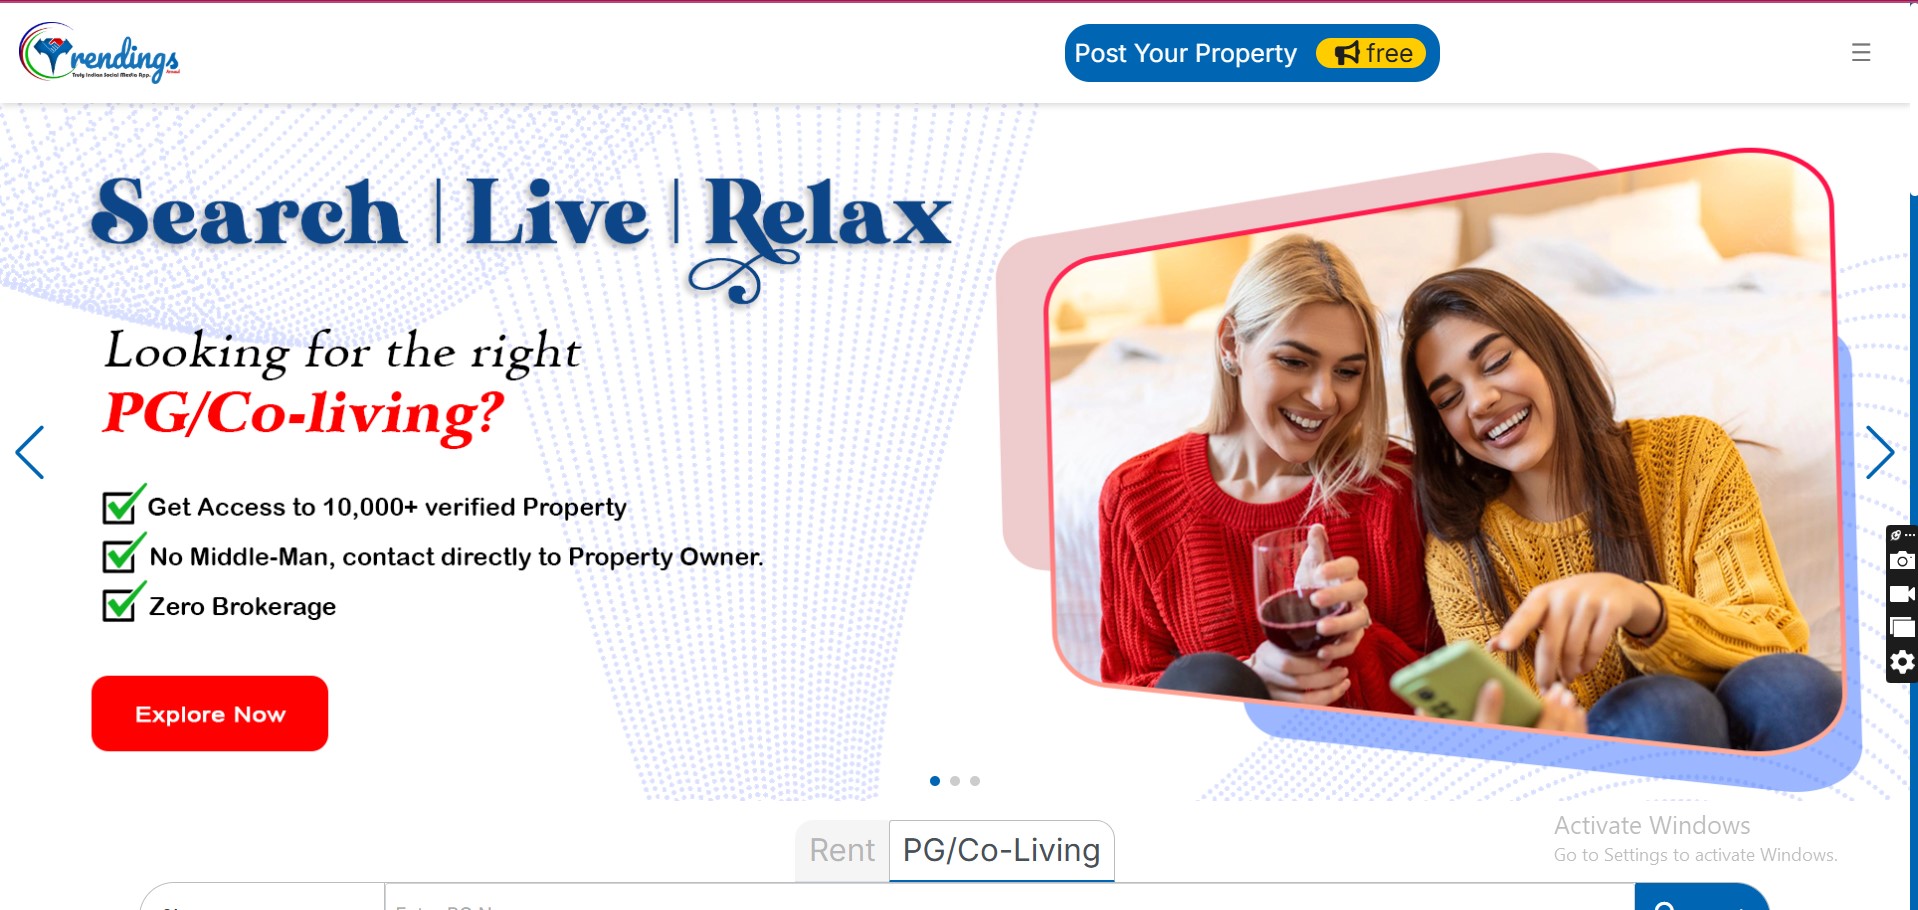 Trendings
Truly Indian Social Media App.
Post Your Property free
Search | Live | Relax
Looking for the right
PG/Co-living?
Get Access to 10,000+ verified Property
No Middle-Man, contact directly to Property Owner.
Zero Brokerage
Explore Now
Activate Windows
Go to Settings to activate Windows.
Rent PG/Co-Living